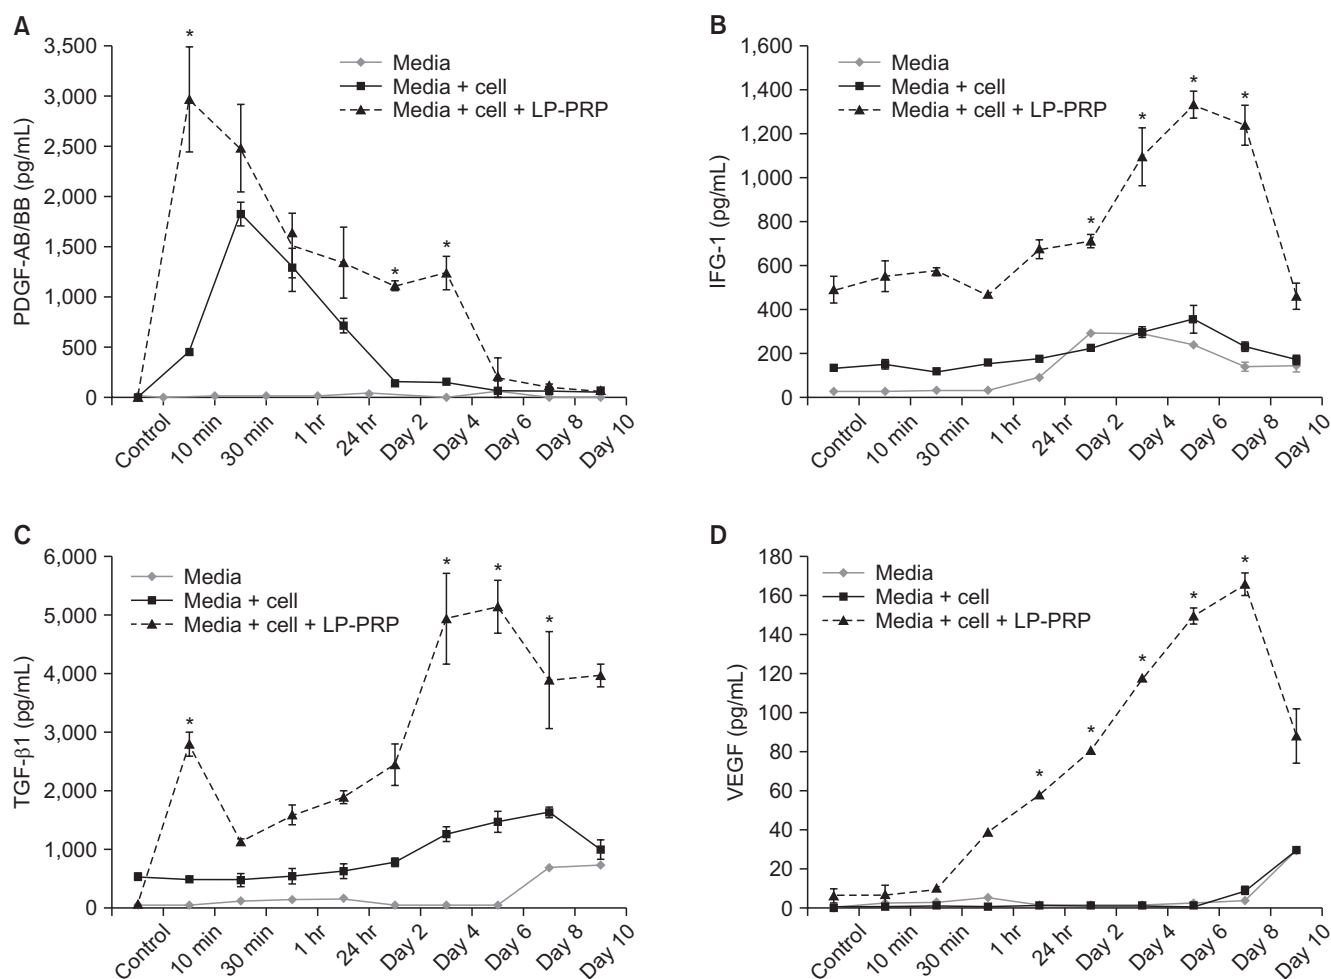 A
PDGF-AB/BB (pg/mL)
3,500
3,000
2,500
2,000
1,500
1,000
500
0
Media
Media + cell
Media + cell + LP-PRP
*
*
*
Control
10 min
30 min
1 hr
24 hr
Day 2
Day 4
Day 6
Day 8
Day 10
B
IFG-1 (pg/mL)
1,600
1,400
1,200
1,000
800
600
400
200
0
Media
Media + cell
Media + cell + LP-PRP
*
*
*
*
Control
10 min
30 min
1 hr
24 hr
Day 2
Day 4
Day 6
Day 8
Day 10
C
TGF-β1 (pg/mL)
6,000
5,000
4,000
3,000
2,000
1,000
0
Media
Media + cell
Media + cell + LP-PRP
*
*
*
*
Control
10 min
30 min
1 hr
24 hr
Day 2
Day 4
Day 6
Day 8
Day 10
D
VEGF (pg/mL)
180
160
140
120
100
80
60
40
20
0
Media
Media + cell
Media + cell + LP-PRP
*
*
*
*
*
Control
10 min
30 min
1 hr
24 hr
Day 2
Day 4
Day 6
Day 8
Day 10